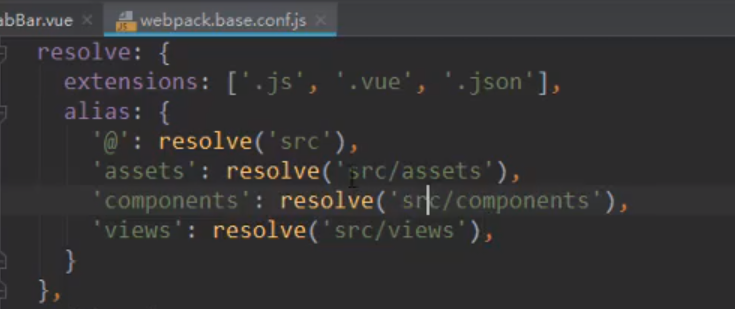 abBar.vue × webpack.base.conf.js ×
resolve: {
  extensions: ['.js', '.vue', '.json'],
  alias: {
    '@': resolve('src'),
    'assets': resolve('src/assets'),
    'components': resolve('src/components'),
    'views': resolve('src/views'),
  }
},